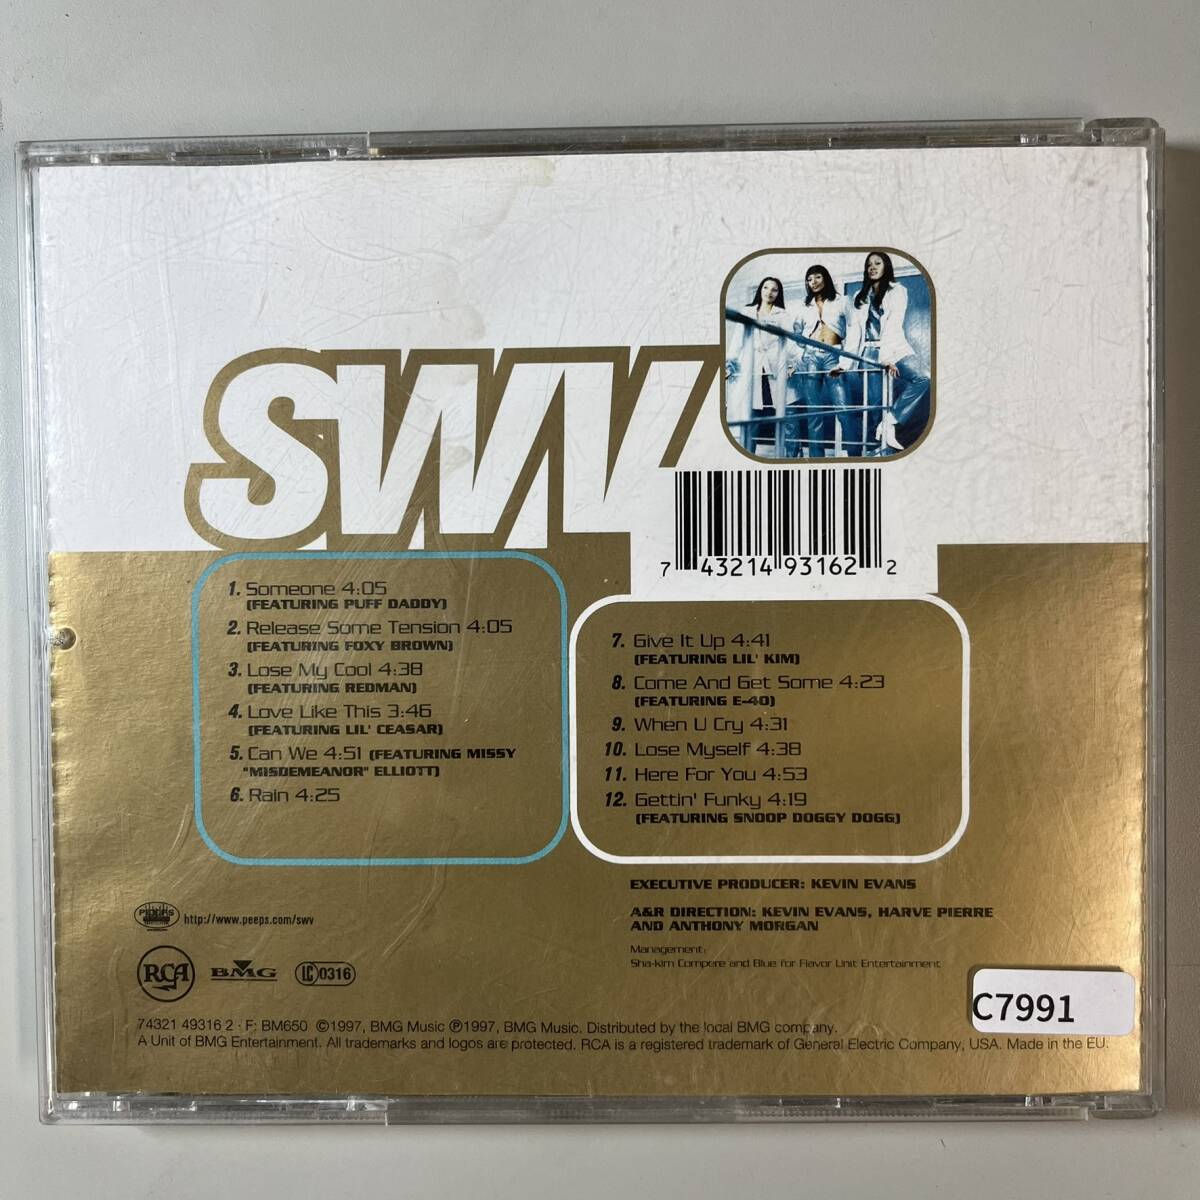 SWV
7 43214 93162 2
1. Someone 4:05
(FEATURING PUFF DADDY)
2. Release Some Tension 4:05
(FEATURING FOXY BROWN)
3. Lose My Cool 4:38
(FEATURING REDMAN)
4. Love Like This 3:46
(FEATURING LIL' CEASAR)
5. Can We 4:51 (FEATURING MISSY
"MISDEMEANOR" ELLIOTT)
6. Rain 4:25
7. Give It Up 4:41
(FEATURING LIL' KIM)
8. Come And Get Some 4:23
(FEATURING E-40)
9. When U Cry 4:31
10. Lose Myself 4:38
11. Here For You 4:53
12. Gettin' Funky 4:19
(FEATURING SNOOP DOGGY DOGG)
EXECUTIVE PRODUCER: KEVIN EVANS
A&R DIRECTION: KEVIN EVANS, HARVE PIERRE
AND ANTHONY MORGAN
Management:
Sha-kim Compere and Blue for Flavor Unit Entertainment
PEEPS http://www.peeps.com/swv
RCA BMG LC 0316
C7991
74321 49316 2 · F: BM650 ©1997, BMG Music ℗1997, BMG Music. Distributed by the local BMG company.
A Unit of BMG Entertainment. All trademarks and logos are protected. RCA is a registered trademark of General Electric Company, USA. Made in the EU.